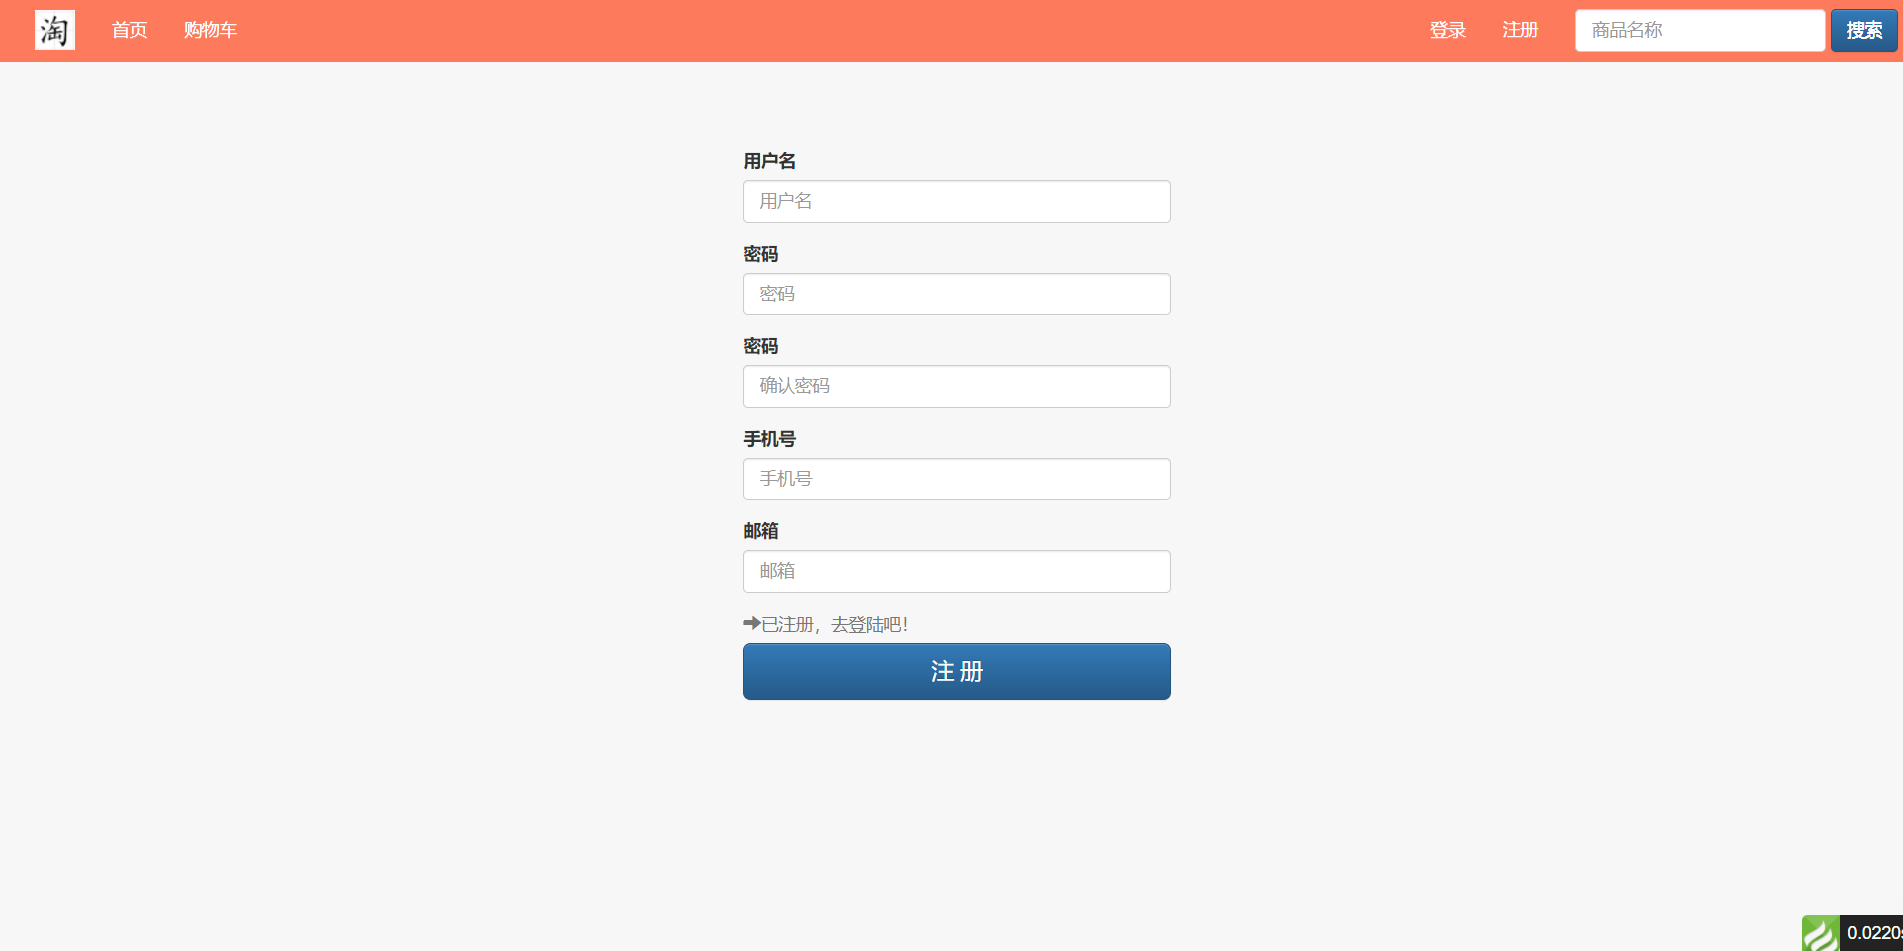 淘 首页 购物车 登录 注册 商品名称 搜索
用户名
用户名
密码
密码
密码
确认密码
手机号
手机号
邮箱
邮箱
已注册，去登陆吧！
注 册
0.0220